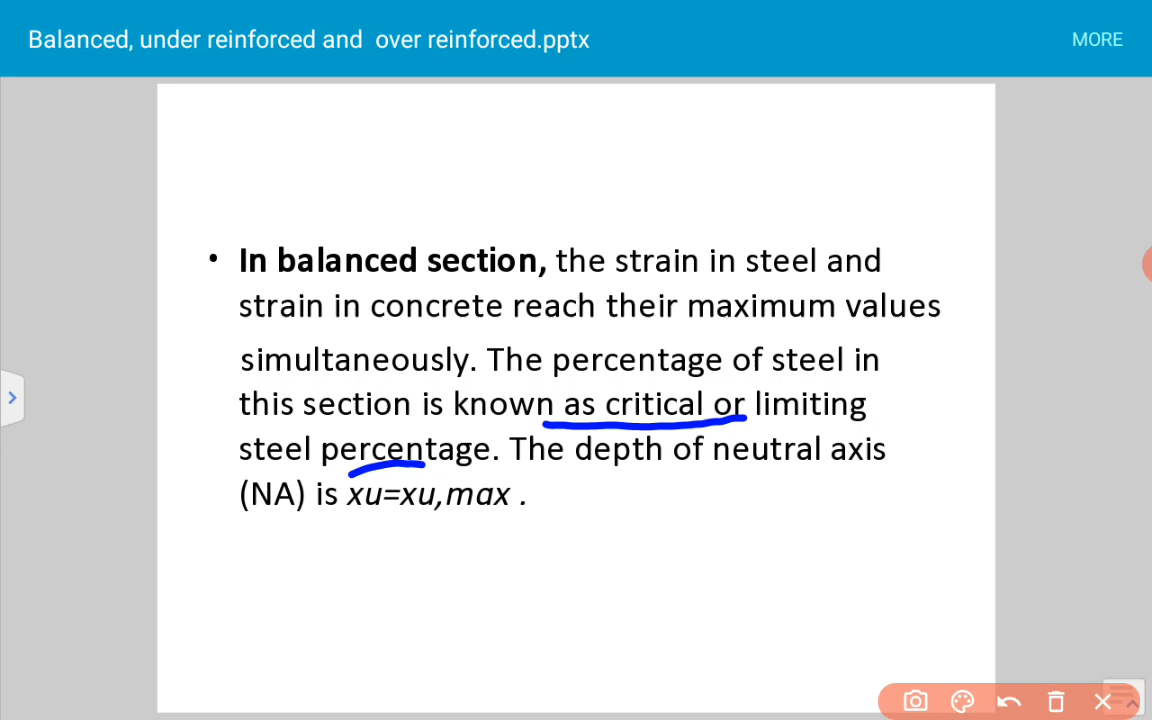 Balanced, under reinforced and  over reinforced.pptx
MORE
• In balanced section, the strain in steel and
strain in concrete reach their maximum values
simultaneously. The percentage of steel in
this section is known as critical or limiting
steel percentage. The depth of neutral axis
(NA) is xu=xu,max .